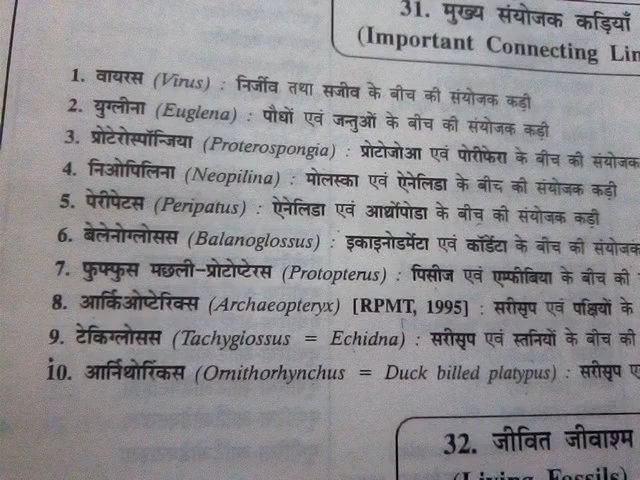 31. मुख्य संयोजक कड़ियाँ
(Important Connecting Lin
1. वायरस (Virus) : निर्जीव तथा सजीव के बीच की संयोजक कड़ी
2. युग्लीना (Euglena) : पौधों एवं जन्तुओं के बीच की संयोजक कड़ी
3. प्रोटेरोस्पॉन्जिया (Proterospongia) : प्रोटोजोआ एवं पोरीफेरा के बीच की संयोजक
4. निओपिलिना (Neopilina) : मोलस्का एवं ऐनेलिडा के बीच की संयोजक कड़ी
5. पेरीपेटस (Peripatus) : ऐनेलिडा एवं आर्थ्रोपोडा के बीच की संयोजक कड़ी
6. बेलेनोग्लोसस (Balanoglossus) : इकाइनोडर्मेटा एवं कॉर्डेटा के बीच की संयोजक
7. फुफ्फुस मछली-प्रोटोप्टेरस (Protopterus) : पिसीज एवं एम्फीबिया के बीच की
8. आर्किओप्टेरिक्स (Archaeopteryx) [RPMT, 1995] : सरीसृप एवं पक्षियों के
9. टेकिग्लोसस (Tachygiossus = Echidna) : सरीसृप एवं स्तनियों के बीच की
10. आर्निथोरिंकस (Ornithorhynchus = Duck billed platypus) : सरीसृप ए
32. जीवित जीवाश्म
(Living Fossils)